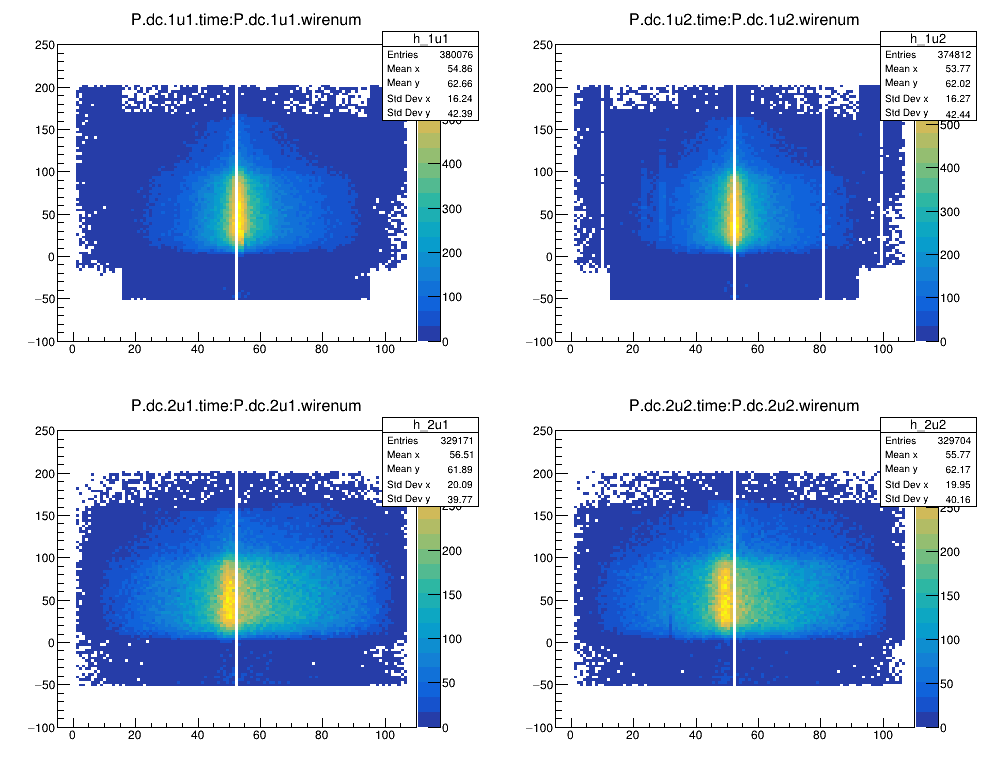 P.dc.1u1.time:P.dc.1u1.wirenum
h_1u1
Entries 380076
Mean x 54.86
Mean y 62.66
Std Dev x 16.24
Std Dev y 42.39
250
200
150
100
50
0
−50
−100
0 20 40 60 80 100
500
400
300
200
100
0
P.dc.1u2.time:P.dc.1u2.wirenum
h_1u2
Entries 374812
Mean x 53.77
Mean y 62.02
Std Dev x 16.27
Std Dev y 42.44
250
200
150
100
50
0
−50
−100
0 20 40 60 80 100
500
400
300
200
100
0
P.dc.2u1.time:P.dc.2u1.wirenum
h_2u1
Entries 329171
Mean x 56.51
Mean y 61.89
Std Dev x 20.09
Std Dev y 39.77
250
200
150
100
50
0
−50
−100
0 20 40 60 80 100
250
200
150
100
50
0
P.dc.2u2.time:P.dc.2u2.wirenum
h_2u2
Entries 329704
Mean x 55.77
Mean y 62.17
Std Dev x 19.95
Std Dev y 40.16
250
200
150
100
50
0
−50
−100
0 20 40 60 80 100
250
200
150
100
50
0